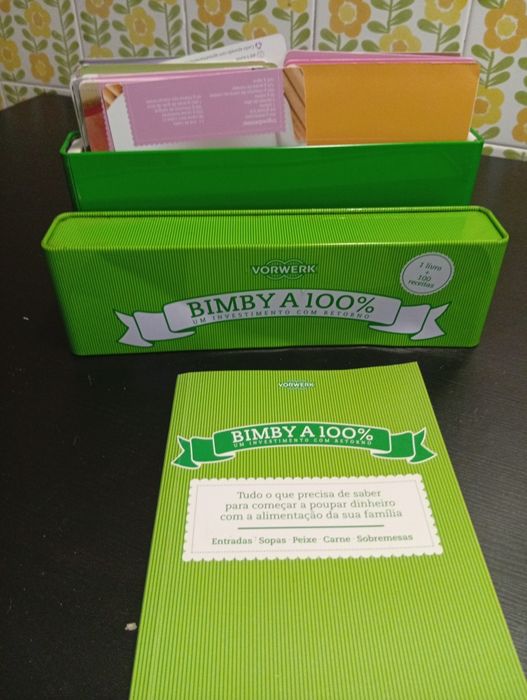 VORWERK
BIMBY A 100%
UM INVESTIMENTO COM RETORNO
1 livro
+
100
receitas
VORWERK
BIMBY A 100%
UM INVESTIMENTO COM RETORNO
Tudo o que precisa de saber
para começar a poupar dinheiro
com a alimentação da sua família
Entradas · Sopas · Peixe · Carne · Sobremesas